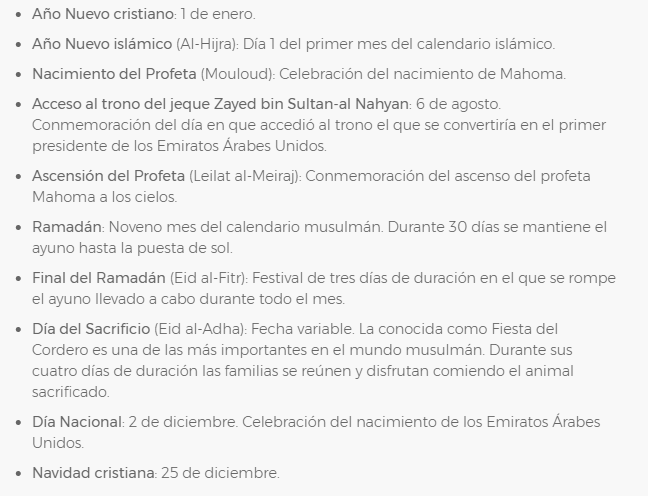 • Año Nuevo cristiano: 1 de enero.
• Año Nuevo islámico (Al-Hijra): Día 1 del primer mes del calendario islámico.
• Nacimiento del Profeta (Mouloud): Celebración del nacimiento de Mahoma.
• Acceso al trono del jeque Zayed bin Sultan-al Nahyan: 6 de agosto.
Conmemoración del día en que accedió al trono el que se convertiría en el primer
presidente de los Emiratos Árabes Unidos.
• Ascensión del Profeta (Leilat al-Meiraj): Conmemoración del ascenso del profeta
Mahoma a los cielos.
• Ramadán: Noveno mes del calendario musulmán. Durante 30 días se mantiene el
ayuno hasta la puesta de sol.
• Final del Ramadán (Eid al-Fitr): Festival de tres días de duración en el que se rompe
el ayuno llevado a cabo durante todo el mes.
• Día del Sacrificio (Eid al-Adha): Fecha variable. La conocida como Fiesta del
Cordero es una de las más importantes en el mundo musulmán. Durante sus
cuatro días de duración las familias se reúnen y disfrutan comiendo el animal
sacrificado.
• Día Nacional: 2 de diciembre. Celebración del nacimiento de los Emiratos Árabes
Unidos.
• Navidad cristiana: 25 de diciembre.